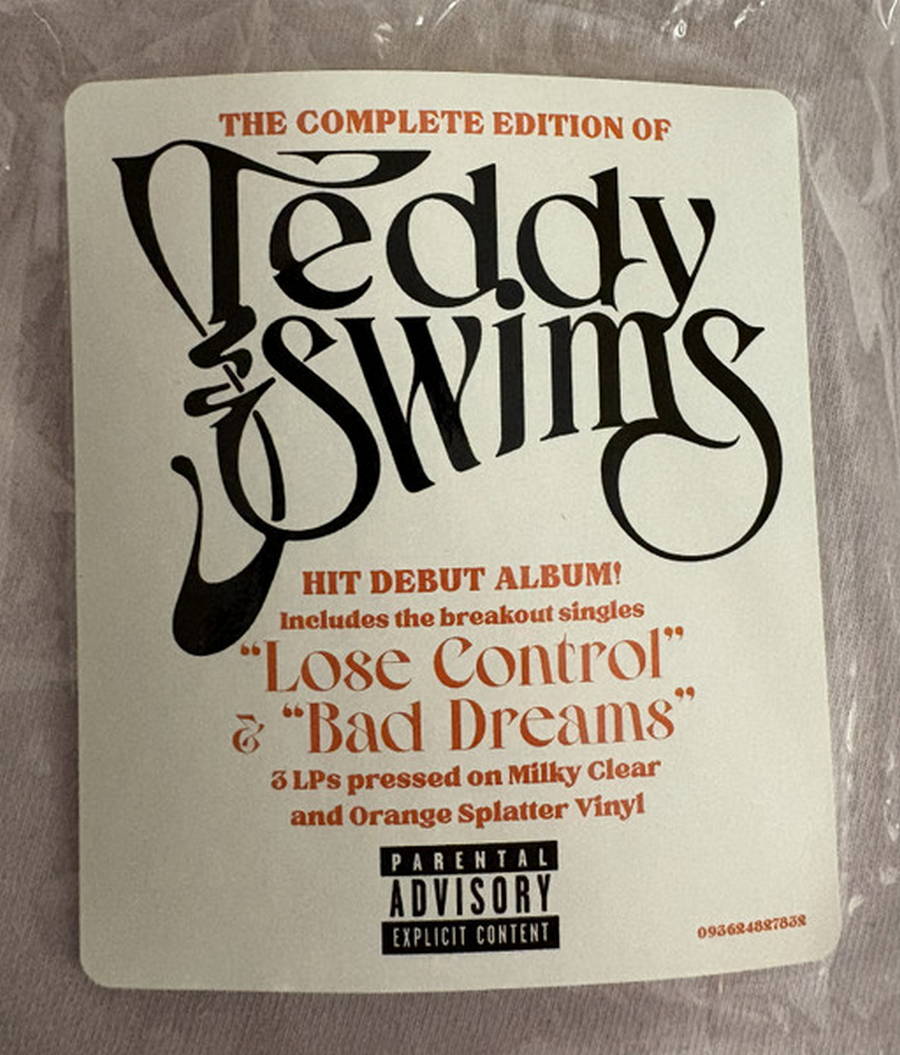 THE COMPLETE EDITION OF
Teddy
Swims
HIT DEBUT ALBUM!
Includes the breakout singles
“Lose Control”
& “Bad Dreams”
3 LPs pressed on Milky Clear
and Orange Splatter Vinyl
PARENTAL
ADVISORY
EXPLICIT CONTENT
093624827832